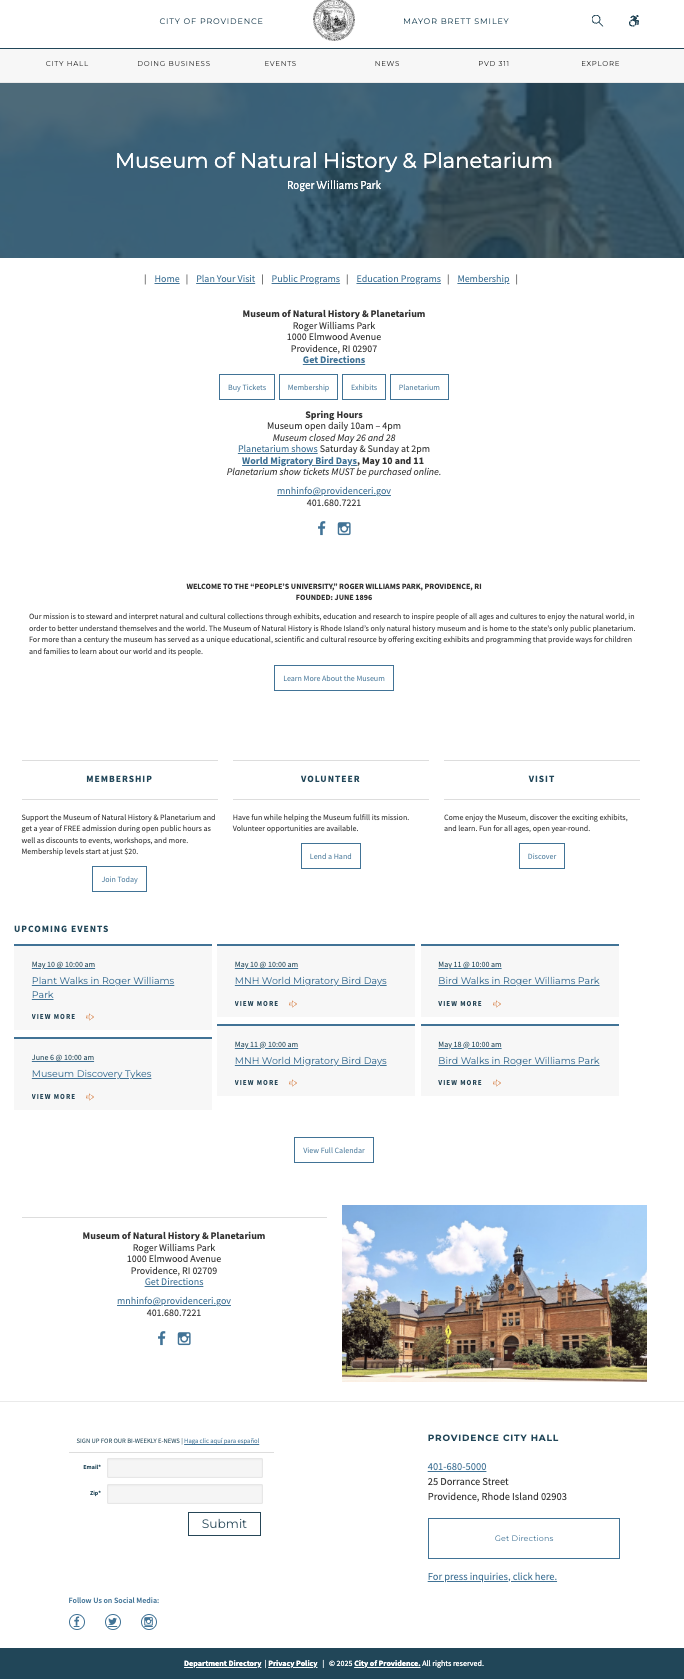 CITY OF PROVIDENCE
MAYOR BRETT SMILEY
CITY HALL
DOING BUSINESS
EVENTS
NEWS
PVD 311
EXPLORE
Museum of Natural History & Planetarium
Roger Williams Park
| Home | Plan Your Visit | Public Programs | Education Programs | Membership |
Museum of Natural History & Planetarium
Roger Williams Park
1000 Elmwood Avenue
Providence, RI 02907
Get Directions
Buy Tickets
Membership
Exhibits
Planetarium
Spring Hours
Museum open daily 10am – 4pm
Museum closed May 26 and 28
Planetarium shows Saturday & Sunday at 2pm
World Migratory Bird Days, May 10 and 11
Planetarium show tickets MUST be purchased online.
mnhinfo@providenceri.gov
401.680.7221
WELCOME TO THE “PEOPLE’S UNIVERSITY,” ROGER WILLIAMS PARK, PROVIDENCE, RI
FOUNDED: JUNE 1896
Our mission is to steward and interpret natural and cultural collections through exhibits, education and research to inspire people of all ages and cultures to enjoy the natural world, in
order to better understand themselves and the world. The Museum of Natural History is Rhode Island’s only natural history museum and is home to the state’s only public planetarium.
For more than a century the museum has served as a unique educational, scientific and cultural resource by offering exciting exhibits and programming that provide ways for children
and families to learn about our world and its people.
Learn More About the Museum
MEMBERSHIP
Support the Museum of Natural History & Planetarium and
get a year of FREE admission during open public hours as
well as discounts to events, workshops, and more.
Membership levels start at just $20.
Join Today
VOLUNTEER
Have fun while helping the Museum fulfill its mission.
Volunteer opportunities are available.
Lend a Hand
VISIT
Come enjoy the Museum, discover the exciting exhibits,
and learn. Fun for all ages, open year-round.
Discover
UPCOMING EVENTS
May 10 @ 10:00 am
Plant Walks in Roger Williams
Park
VIEW MORE
May 10 @ 10:00 am
MNH World Migratory Bird Days
VIEW MORE
May 11 @ 10:00 am
Bird Walks in Roger Williams Park
VIEW MORE
June 6 @ 10:00 am
Museum Discovery Tykes
VIEW MORE
May 11 @ 10:00 am
MNH World Migratory Bird Days
VIEW MORE
May 18 @ 10:00 am
Bird Walks in Roger Williams Park
VIEW MORE
View Full Calendar
Museum of Natural History & Planetarium
Roger Williams Park
1000 Elmwood Avenue
Providence, RI 02709
Get Directions
mnhinfo@providenceri.gov
401.680.7221
SIGN UP FOR OUR BI-WEEKLY E-NEWS | Haga clic aquí para español
Email*
Zip*
Submit
Follow Us on Social Media:
PROVIDENCE CITY HALL
401-680-5000
25 Dorrance Street
Providence, Rhode Island 02903
Get Directions
For press inquiries, click here.
Department Directory | Privacy Policy | © 2025 City of Providence. All rights reserved.